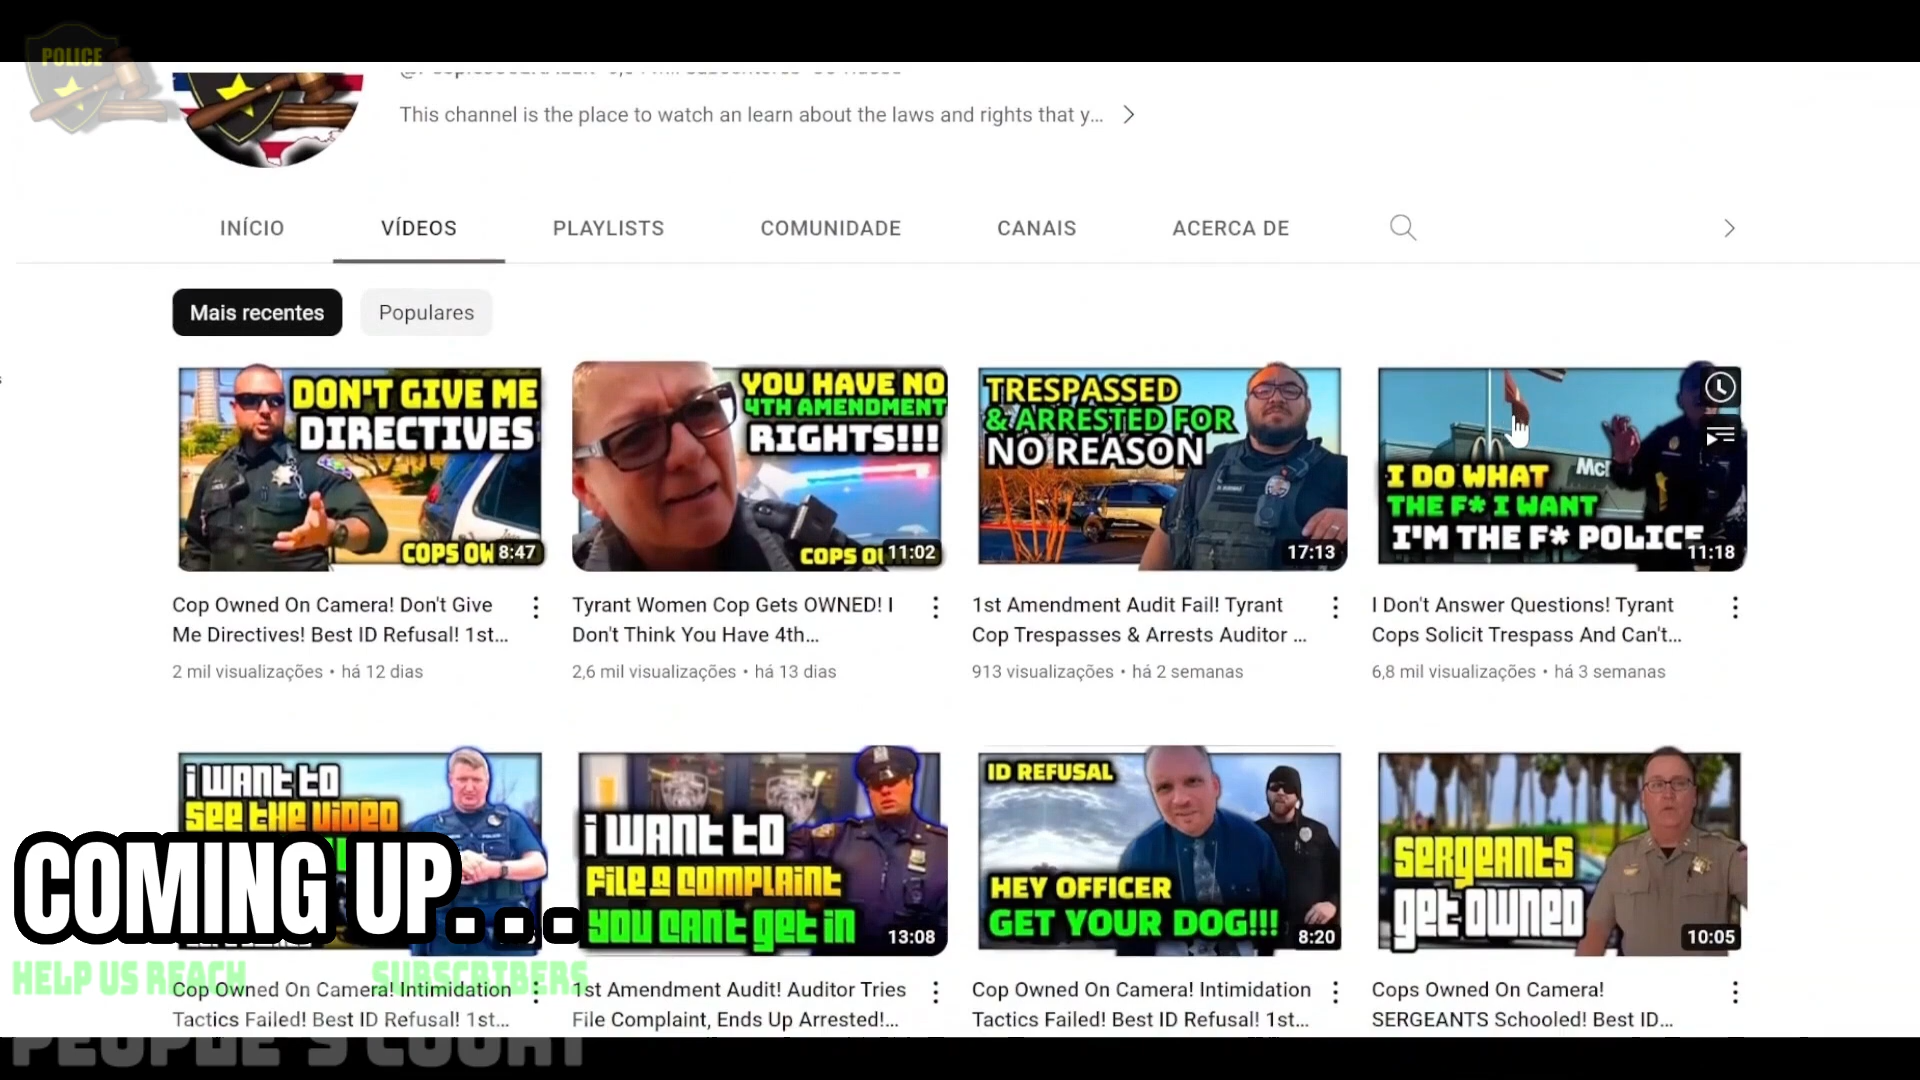 POLICE
This channel is the place to watch an learn about the laws and rights that y...
INÍCIO
VÍDEOS
PLAYLISTS
COMUNIDADE
CANAIS
ACERCA DE
Mais recentes
Populares
DON'T GIVE ME
DIRECTIVES
COPS OW
8:47
YOU HAVE NO
4TH AMENDMENT
RIGHTS!!!
COPS
11:02
TRESPASSED
& ARRESTED FOR
NO REASON
17:13
I DO WHAT
THE F* I WANT
I'M THE F* POLICE
11:18
Cop Owned On Camera! Don't Give
Me Directives! Best ID Refusal! 1st...
2 mil visualizações • há 12 dias
Tyrant Women Cop Gets OWNED! I
Don't Think You Have 4th...
2,6 mil visualizações • há 13 dias
1st Amendment Audit Fail! Tyrant
Cop Trespasses & Arrests Auditor ...
913 visualizações • há 2 semanas
I Don't Answer Questions! Tyrant
Cops Solicit Trespass And Can't...
6,8 mil visualizações • há 3 semanas
I WANT TO
SEE THE VIDEO
I WANT TO
FILE A COMPLAINT
YOU CANT GET IN
13:08
ID REFUSAL
HEY OFFICER
GET YOUR DOG!!!
8:20
SERGEANTS
GET OWNED
10:05
COMING UP...
HELP US REACH SUBSCRIBERS
Cop Owned On Camera! Intimidation
Tactics Failed! Best ID Refusal! 1st...
1st Amendment Audit! Auditor Tries
File Complaint, Ends Up Arrested!...
Cop Owned On Camera! Intimidation
Tactics Failed! Best ID Refusal! 1st...
Cops Owned On Camera!
SERGEANTS Schooled! Best ID...
PEOPLE'S COURT